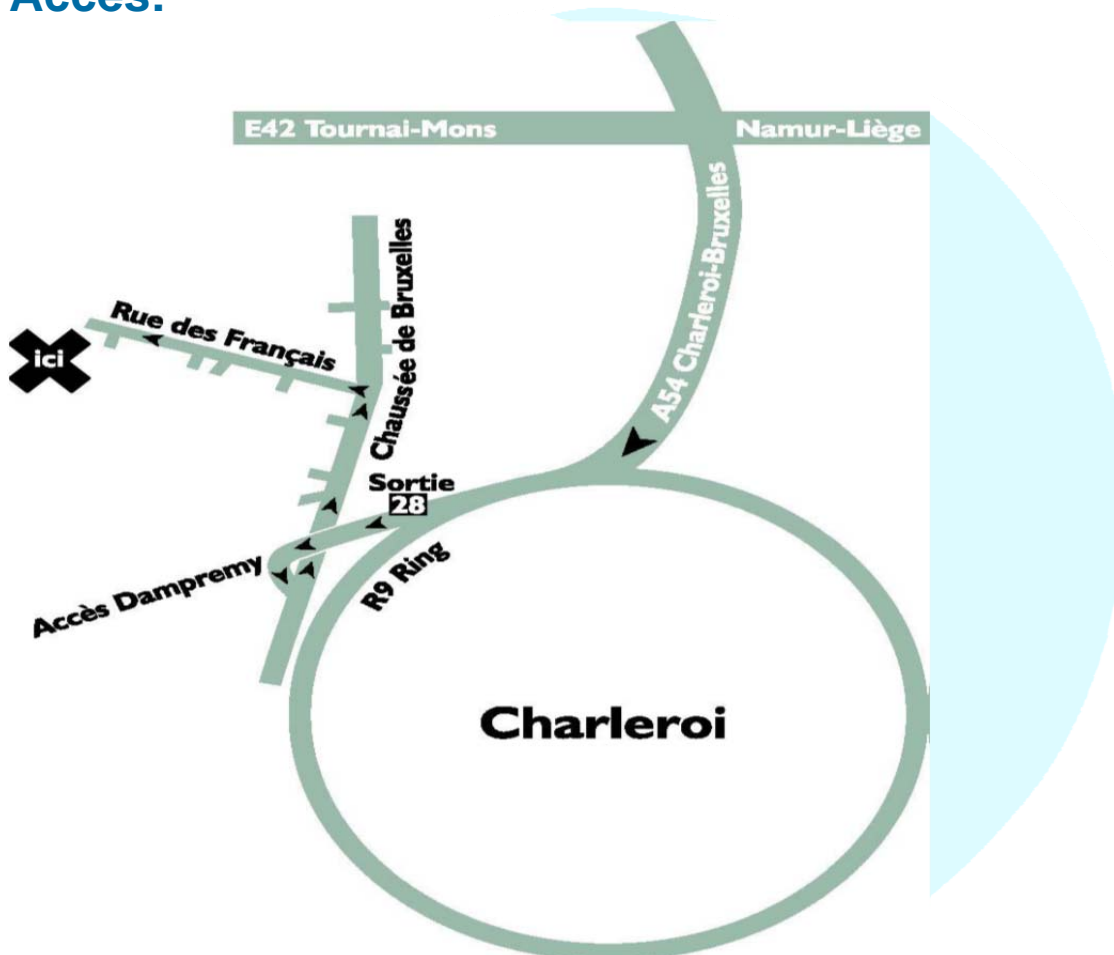 Accès:
E42 Tournai-Mons
Namur-Liège
A54 Charleroi-Bruxelles
Chaussée de Bruxelles
Rue des Français
ici
Sortie
28
R9 Ring
Accès Dampremy
Charleroi